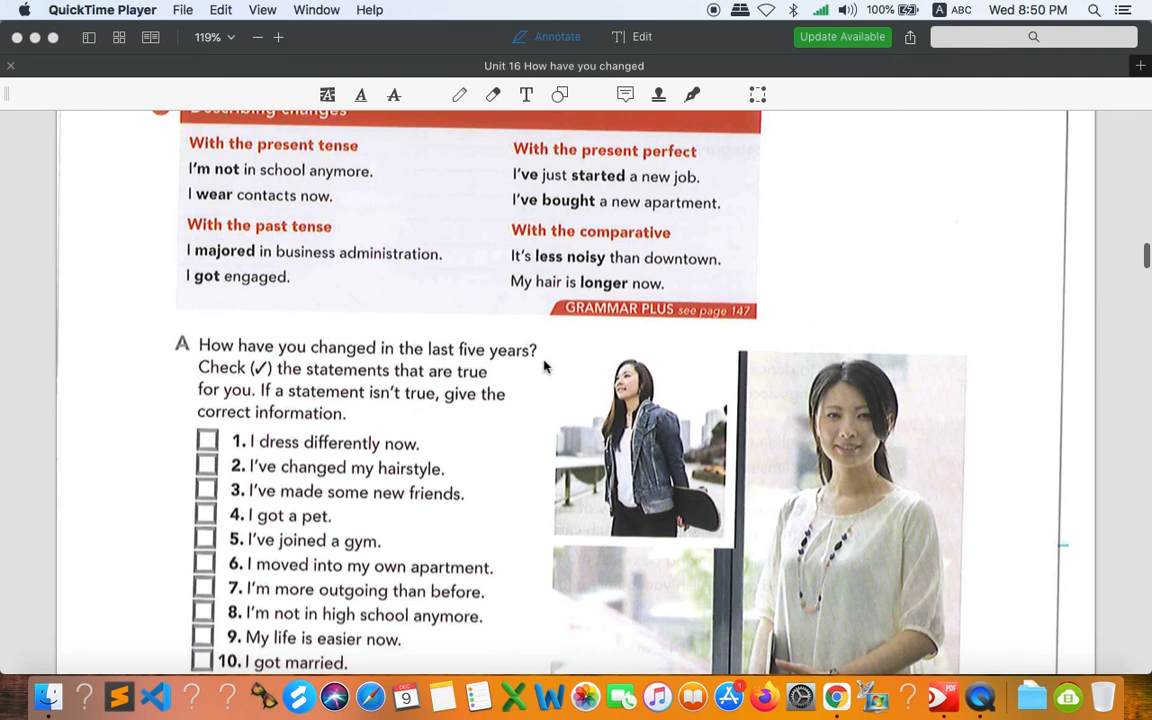 QuickTime Player File Edit View Window Help
100% A ABC Wed 8:50 PM
119%
Annotate
T Edit
Update Available
Unit 16 How have you changed
A A A T
Describing changes
With the present tense
I'm not in school anymore.
I wear contacts now.
With the past tense
I majored in business administration.
I got engaged.
With the present perfect
I've just started a new job.
I've bought a new apartment.
With the comparative
It's less noisy than downtown.
My hair is longer now.
GRAMMAR PLUS see page 147
A How have you changed in the last five years?
Check (✓) the statements that are true
for you. If a statement isn't true, give the
correct information.
1. I dress differently now.
2. I've changed my hairstyle.
3. I've made some new friends.
4. I got a pet.
5. I've joined a gym.
6. I moved into my own apartment.
7. I'm more outgoing than before.
8. I'm not in high school anymore.
9. My life is easier now.
10. I got married.
DEC
9
PDF